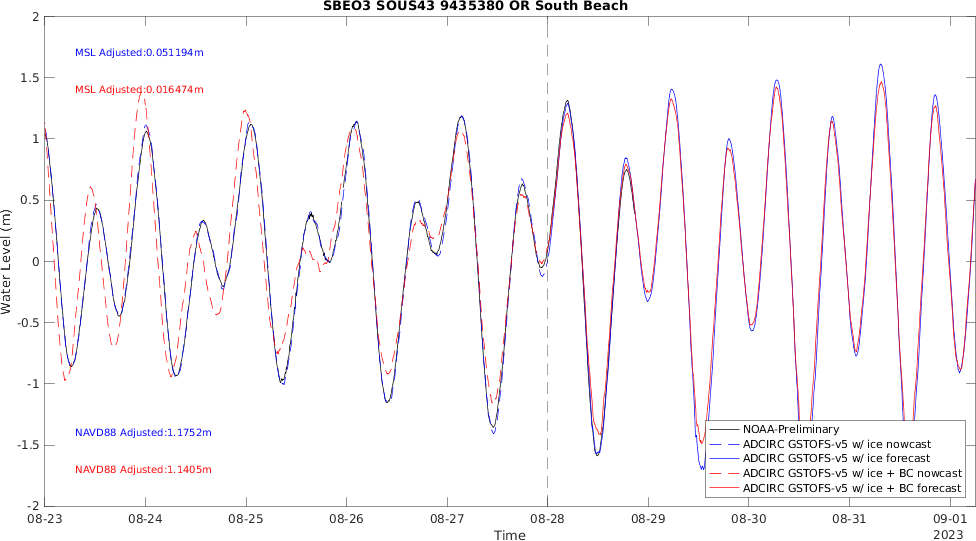 SBEO3 SOUS43 9435380 OR South Beach
2
1.5
1
0.5
0
-0.5
-1
-1.5
-2
Water Level (m)
MSL Adjusted:0.051194m
MSL Adjusted:0.016474m
NAVD88 Adjusted:1.1752m
NAVD88 Adjusted:1.1405m
NOAA-Preliminary
ADCIRC GSTOFS-v5 w/ ice nowcast
ADCIRC GSTOFS-v5 w/ ice forecast
ADCIRC GSTOFS-v5 w/ ice + BC nowcast
ADCIRC GSTOFS-v5 w/ ice + BC forecast
08-23 08-24 08-25 08-26 08-27 08-28 08-29 08-30 08-31 09-01
2023
Time